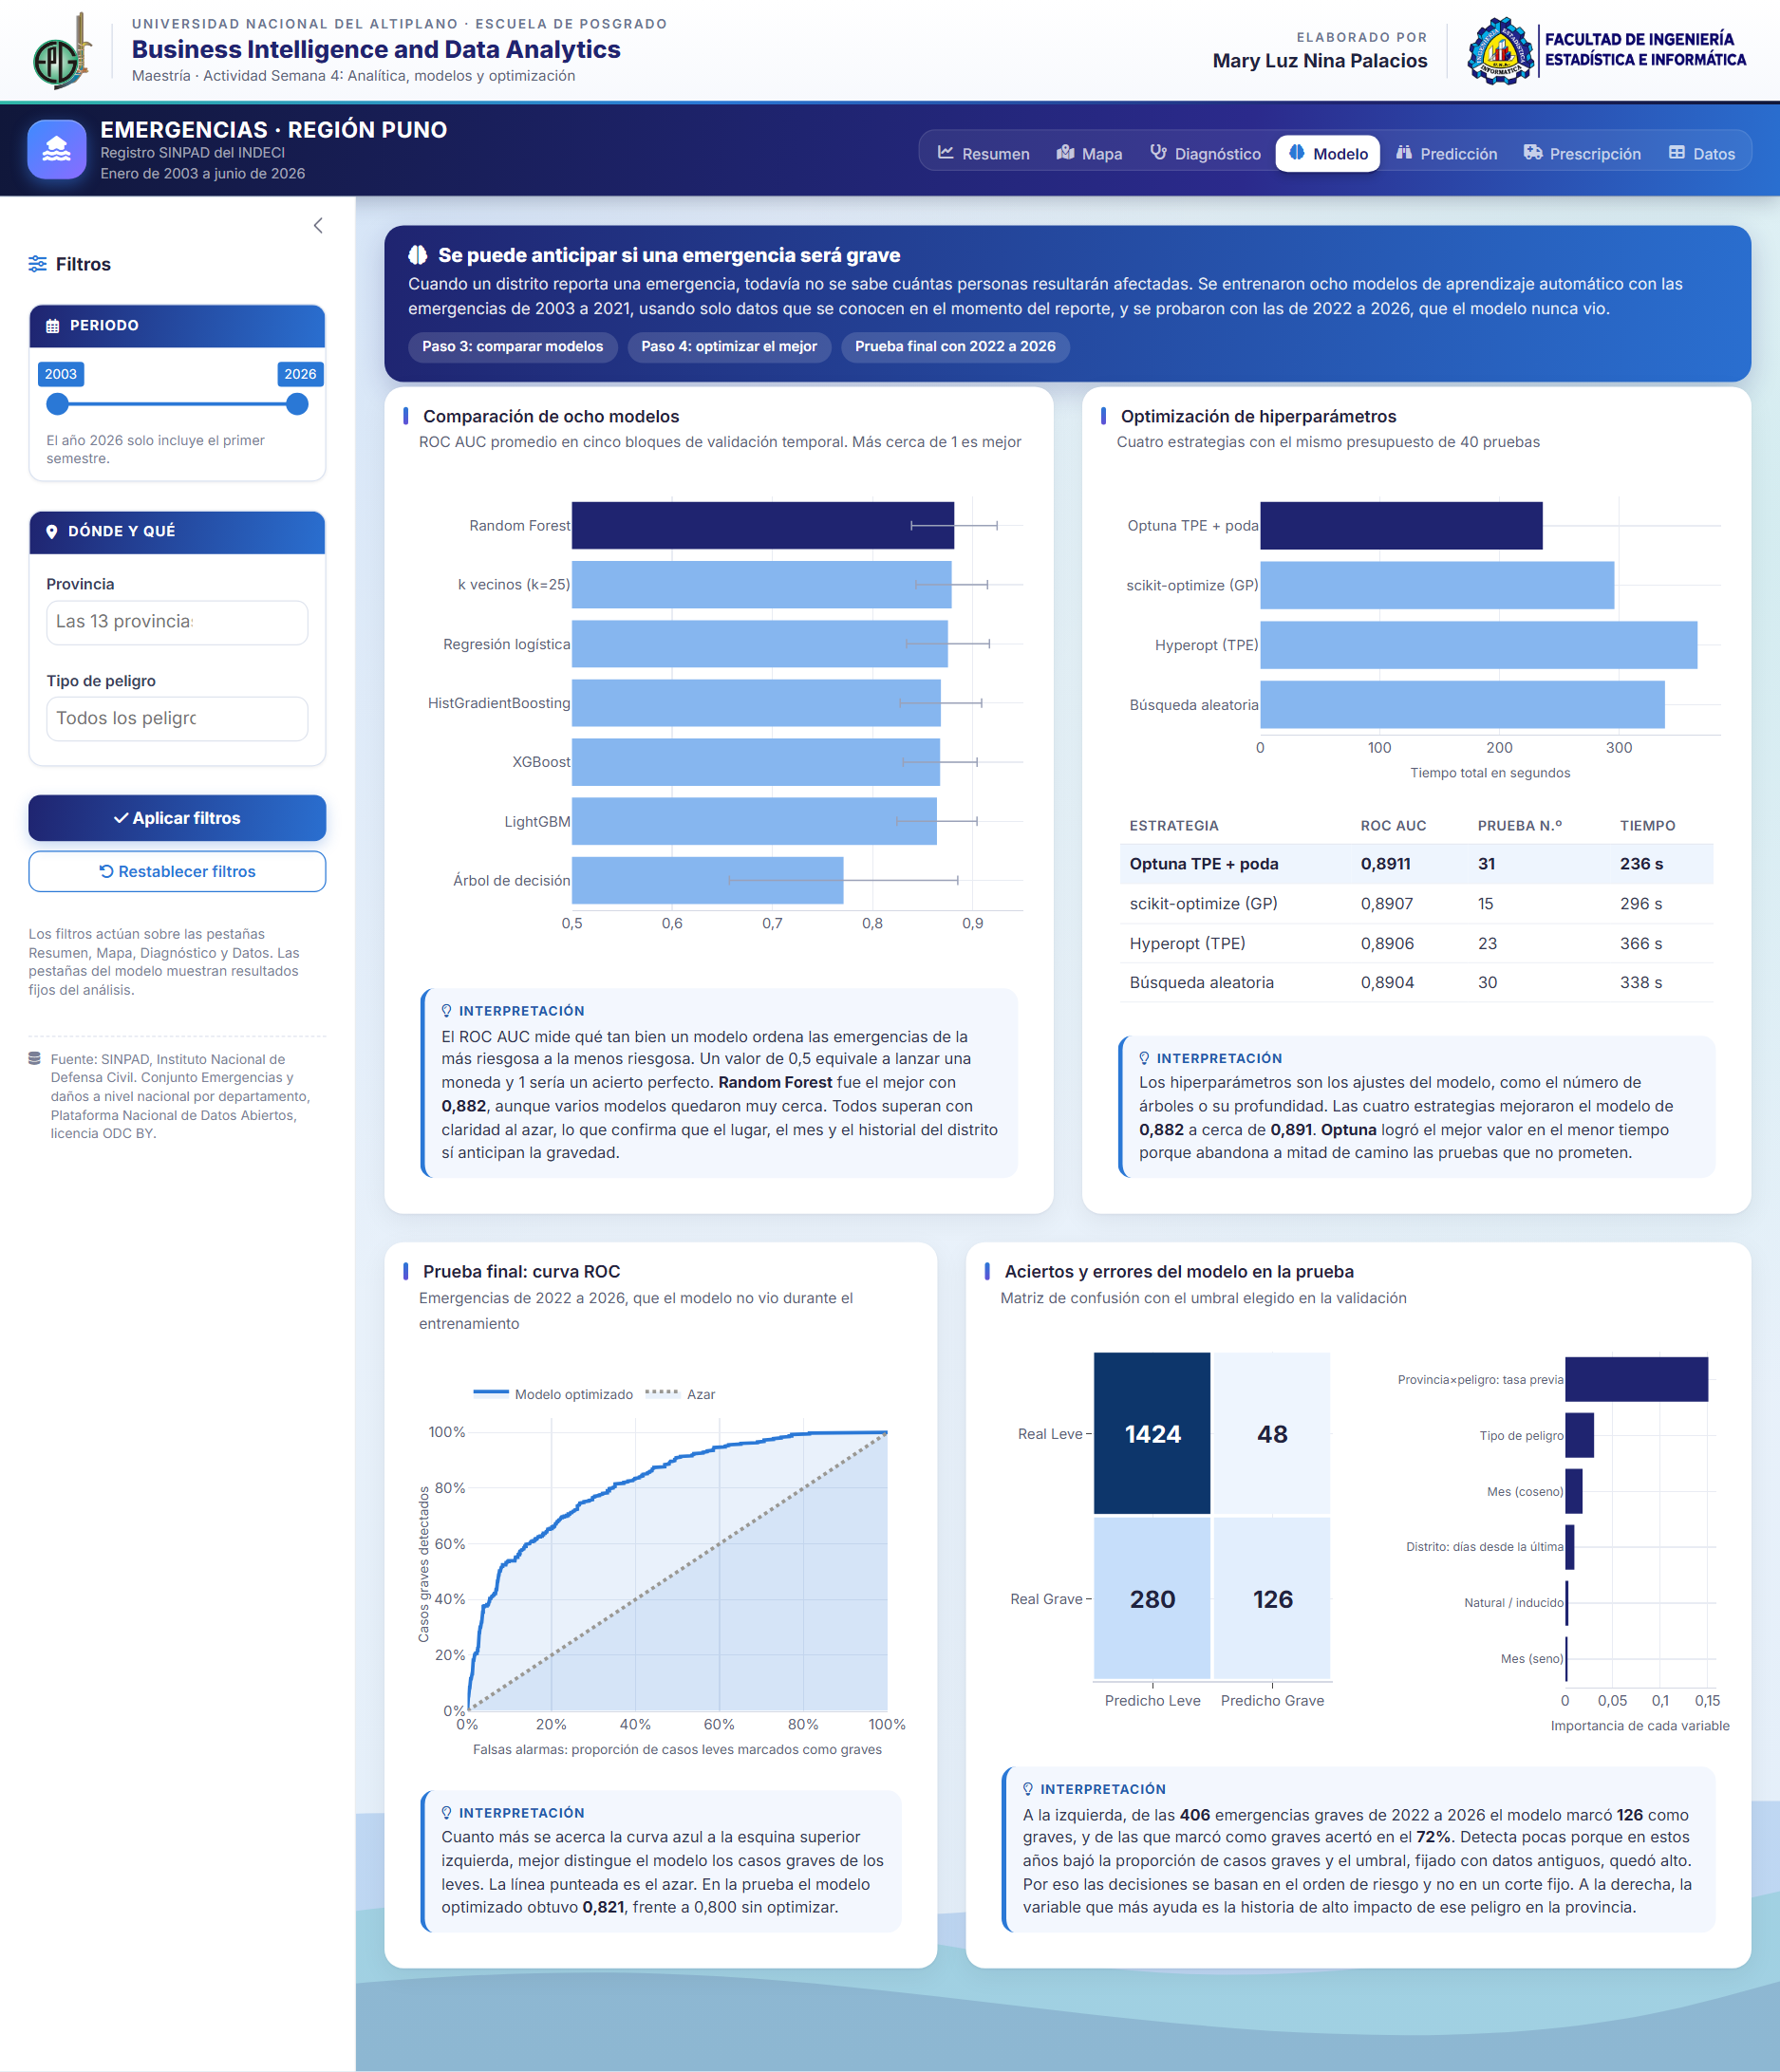 UNIVERSIDAD NACIONAL DEL ALTIPLANO · ESCUELA DE POSGRADO
Business Intelligence and Data Analytics
Maestría · Actividad Semana 4: Analítica, modelos y optimización
EPG
ELABORADO POR
Mary Luz Nina Palacios
FACULTAD DE INGENIERÍA
ESTADÍSTICA E INFORMÁTICA
EMERGENCIAS · REGIÓN PUNO
Registro SINPAD del INDECI
Enero de 2003 a junio de 2026
Resumen Mapa Diagnóstico Modelo Predicción Prescripción Datos
Filtros
PERIODO
2003 2026
El año 2026 solo incluye el primer
semestre.
DÓNDE Y QUÉ
Provincia
Las 13 provincia
Tipo de peligro
Todos los peligro
Aplicar filtros
Restablecer filtros
Los filtros actúan sobre las pestañas
Resumen, Mapa, Diagnóstico y Datos. Las
pestañas del modelo muestran resultados
fijos del análisis.
Fuente: SINPAD, Instituto Nacional de
Defensa Civil. Conjunto Emergencias y
daños a nivel nacional por departamento,
Plataforma Nacional de Datos Abiertos,
licencia ODC BY.
Se puede anticipar si una emergencia será grave
Cuando un distrito reporta una emergencia, todavía no se sabe cuántas personas resultarán afectadas. Se entrenaron ocho modelos de aprendizaje automático con las
emergencias de 2003 a 2021, usando solo datos que se conocen en el momento del reporte, y se probaron con las de 2022 a 2026, que el modelo nunca vio.
Paso 3: comparar modelos Paso 4: optimizar el mejor Prueba final con 2022 a 2026
Comparación de ocho modelos
ROC AUC promedio en cinco bloques de validación temporal. Más cerca de 1 es mejor
Random Forest
k vecinos (k=25)
Regresión logística
HistGradientBoosting
XGBoost
LightGBM
Árbol de decisión
0,5 0,6 0,7 0,8 0,9
INTERPRETACIÓN
El ROC AUC mide qué tan bien un modelo ordena las emergencias de la
más riesgosa a la menos riesgosa. Un valor de 0,5 equivale a lanzar una
moneda y 1 sería un acierto perfecto. Random Forest fue el mejor con
0,882, aunque varios modelos quedaron muy cerca. Todos superan con
claridad al azar, lo que confirma que el lugar, el mes y el historial del distrito
sí anticipan la gravedad.
Optimización de hiperparámetros
Cuatro estrategias con el mismo presupuesto de 40 pruebas
Optuna TPE + poda
scikit-optimize (GP)
Hyperopt (TPE)
Búsqueda aleatoria
0 100 200 300
Tiempo total en segundos
ESTRATEGIA ROC AUC PRUEBA N.º TIEMPO
Optuna TPE + poda 0,8911 31 236 s
scikit-optimize (GP) 0,8907 15 296 s
Hyperopt (TPE) 0,8906 23 366 s
Búsqueda aleatoria 0,8904 30 338 s
INTERPRETACIÓN
Los hiperparámetros son los ajustes del modelo, como el número de
árboles o su profundidad. Las cuatro estrategias mejoraron el modelo de
0,882 a cerca de 0,891. Optuna logró el mejor valor en el menor tiempo
porque abandona a mitad de camino las pruebas que no prometen.
Prueba final: curva ROC
Emergencias de 2022 a 2026, que el modelo no vio durante el
entrenamiento
Modelo optimizado Azar
Casos graves detectados
100%
80%
60%
40%
20%
0%
0% 20% 40% 60% 80% 100%
Falsas alarmas: proporción de casos leves marcados como graves
INTERPRETACIÓN
Cuanto más se acerca la curva azul a la esquina superior
izquierda, mejor distingue el modelo los casos graves de los
leves. La línea punteada es el azar. En la prueba el modelo
optimizado obtuvo 0,821, frente a 0,800 sin optimizar.
Aciertos y errores del modelo en la prueba
Matriz de confusión con el umbral elegido en la validación
Real Leve 1424 48
Real Grave 280 126
Predicho Leve Predicho Grave
Provincia×peligro: tasa previa
Tipo de peligro
Mes (coseno)
Distrito: días desde la última
Natural / inducido
Mes (seno)
0 0,05 0,1 0,15
Importancia de cada variable
INTERPRETACIÓN
A la izquierda, de las 406 emergencias graves de 2022 a 2026 el modelo marcó 126 como
graves, y de las que marcó como graves acertó en el 72%. Detecta pocas porque en estos
años bajó la proporción de casos graves y el umbral, fijado con datos antiguos, quedó alto.
Por eso las decisiones se basan en el orden de riesgo y no en un corte fijo. A la derecha, la
variable que más ayuda es la historia de alto impacto de ese peligro en la provincia.